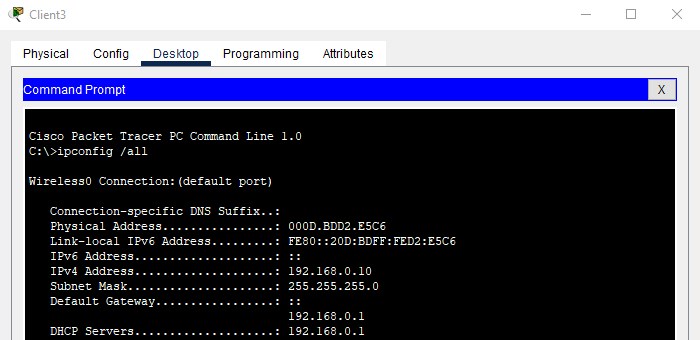 Client3
Physical Config Desktop Programming Attributes
Command Prompt X
Cisco Packet Tracer PC Command Line 1.0
C:\>ipconfig /all
Wireless0 Connection:(default port)
Connection-specific DNS Suffix..:
Physical Address................: 000D.BDD2.E5C6
Link-local IPv6 Address.........: FE80::20D:BDFF:FED2:E5C6
IPv6 Address....................: ::
IPv4 Address....................: 192.168.0.10
Subnet Mask.....................: 255.255.255.0
Default Gateway.................: ::
192.168.0.1
DHCP Servers....................: 192.168.0.1